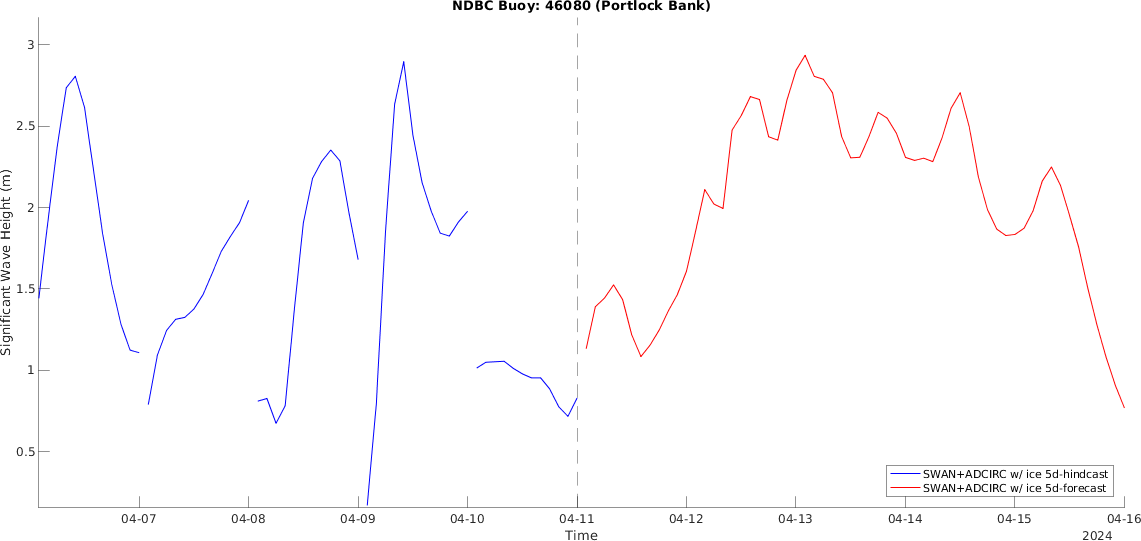 NDBC Buoy: 46080 (Portlock Bank)
3
2.5
2
1.5
1
0.5
Significant Wave Height (m)
SWAN+ADCIRC w/ ice 5d-hindcast
SWAN+ADCIRC w/ ice 5d-forecast
04-07 04-08 04-09 04-10 04-11 04-12 04-13 04-14 04-15 04-16
Time
2024